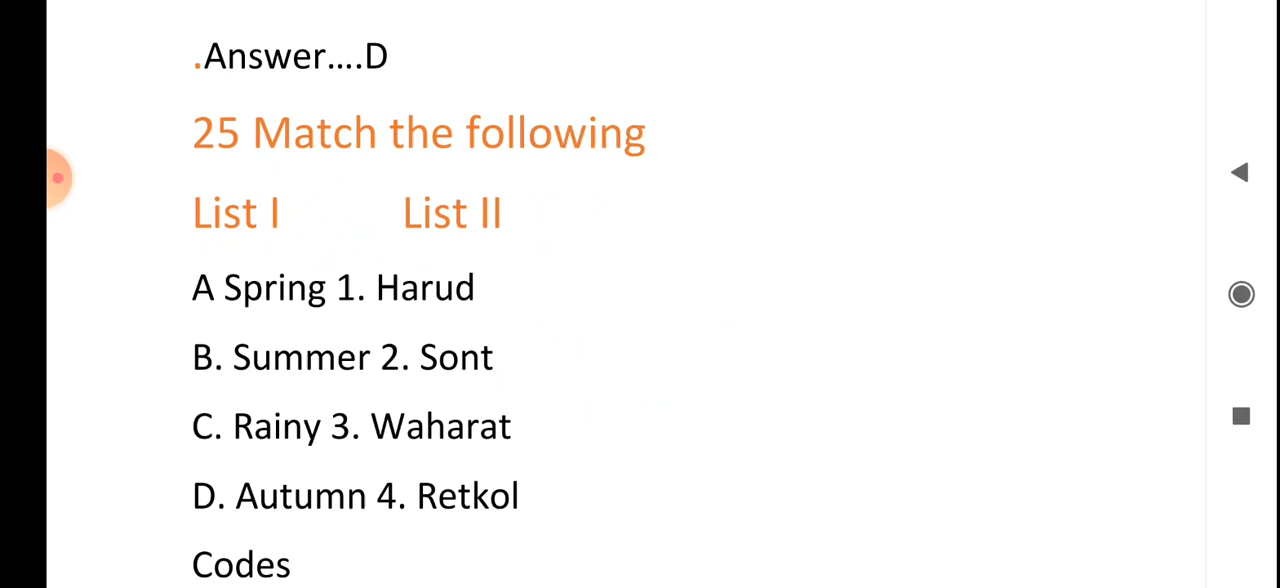 .Answer....D
25 Match the following
List I List II
A Spring 1. Harud
B. Summer 2. Sont
C. Rainy 3. Waharat
D. Autumn 4. Retkol
Codes